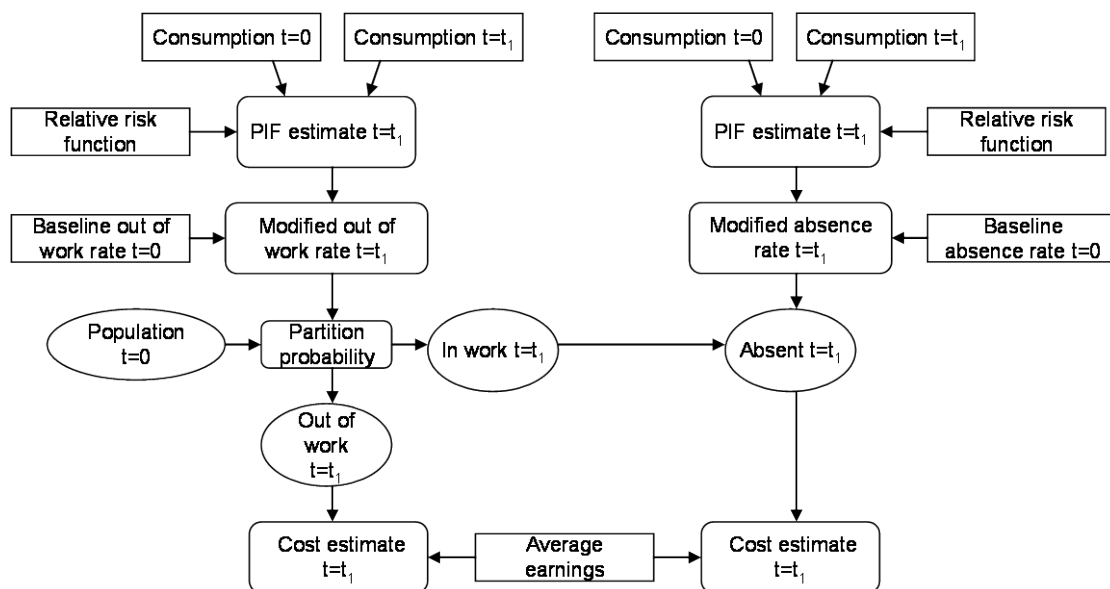 Consumption t=0
Consumption t=t₁
Consumption t=0
Consumption t=t₁
Relative risk
function
PIF estimate t=t₁
PIF estimate t=t₁
Relative risk
function
Baseline out of
work rate t=0
Modified out of
work rate t=t₁
Modified absence
rate t=t₁
Baseline
absence rate t=0
Population
t=0
Partition
probability
In work t=t₁
Absent t=t₁
Out of
work
t=t₁
Cost estimate
t=t₁
Average
earnings
Cost estimate
t=t₁